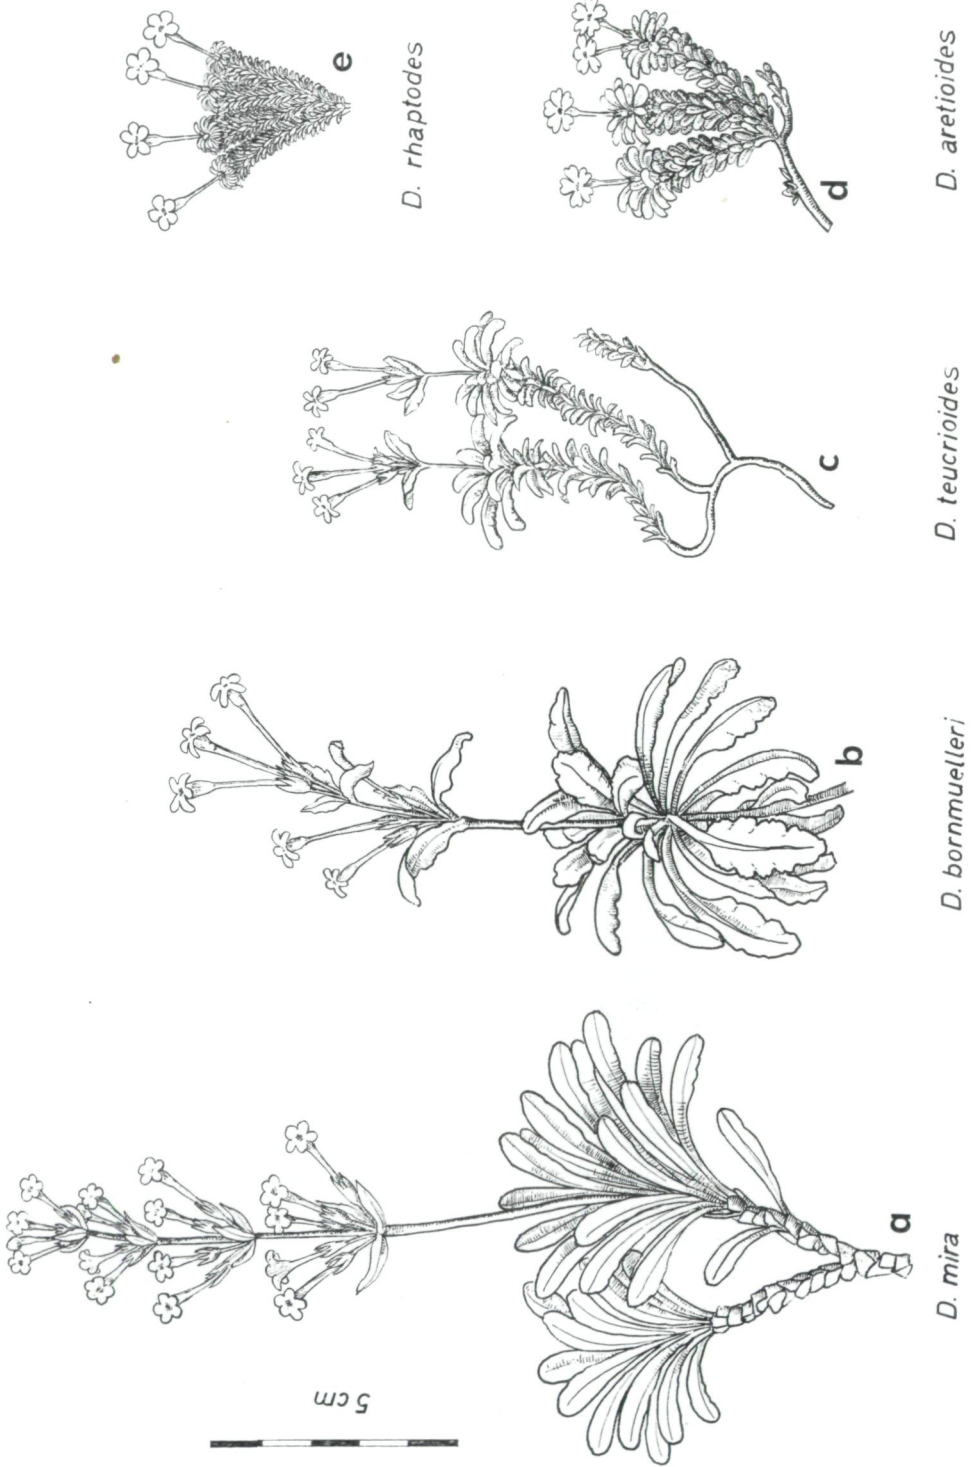 5 cm
a
D. mira
b
D. bornmuelleri
c
D. teucrioides
d
D. aretioides
e
D. rhaptodes